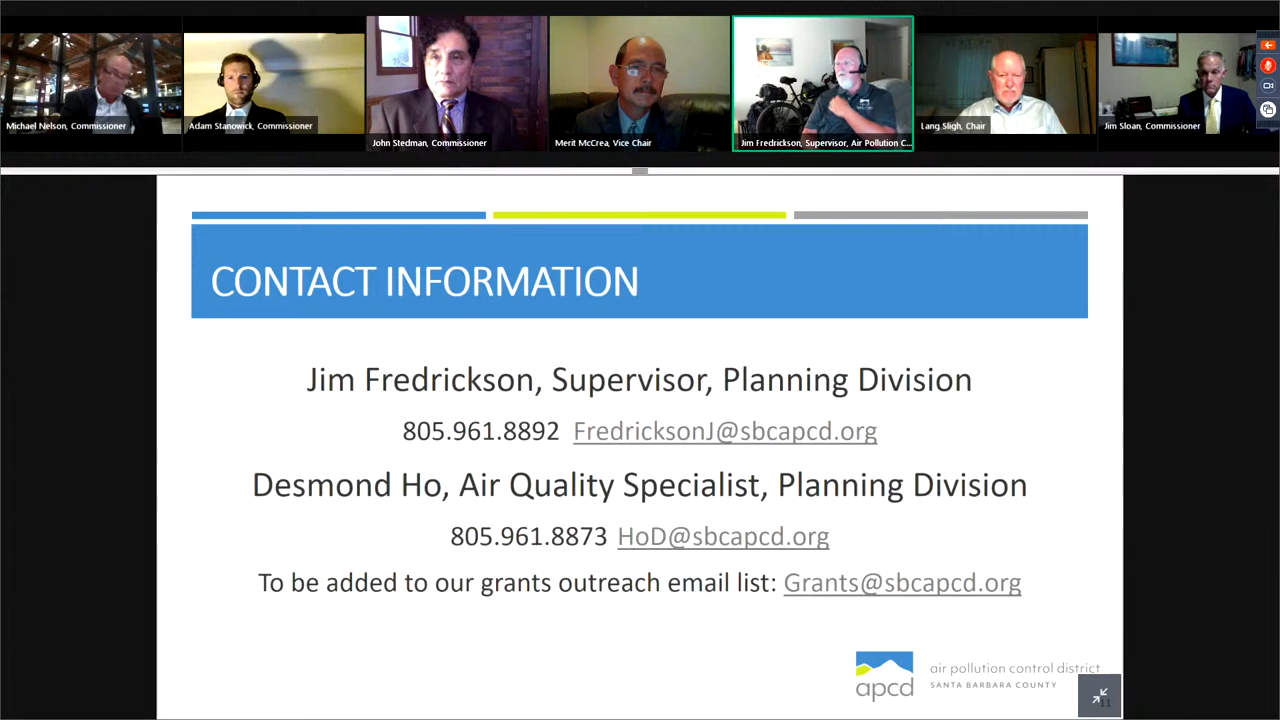 Michael Nelson, Commissioner
Adam Stanowick, Commissioner
John Stedman, Commissioner
Merit McCrea, Vice Chair
Jim Fredrickson, Supervisor, Air Pollution C...
Lang Sligh, Chair
Jim Sloan, Commissioner
CONTACT INFORMATION
Jim Fredrickson, Supervisor, Planning Division
805.961.8892 FredricksonJ@sbcapcd.org
Desmond Ho, Air Quality Specialist, Planning Division
805.961.8873 HoD@sbcapcd.org
To be added to our grants outreach email list: Grants@sbcapcd.org
apcd
air pollution control district
SANTA BARBARA COUNTY
11